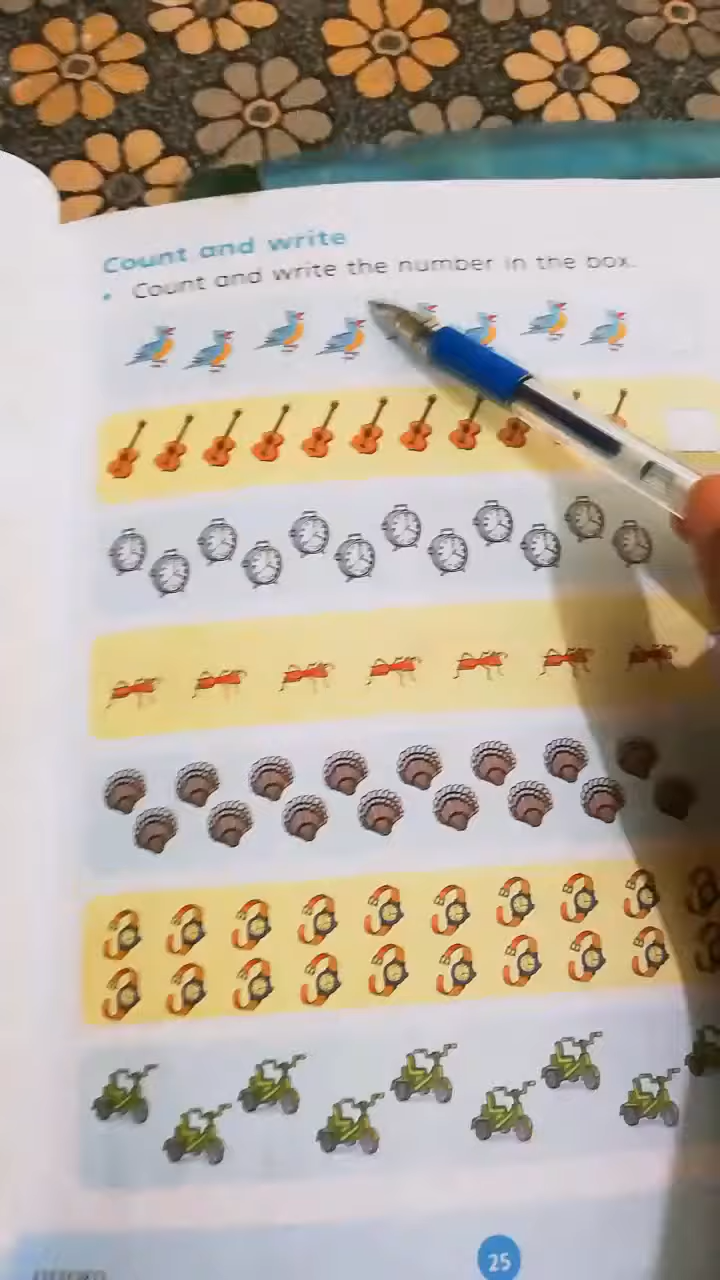 Count and write
• Count and write the number in the box.
25